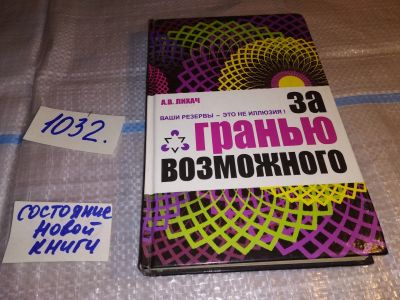 А.В. ЛИХАЧ
ВАШИ РЕЗЕРВЫ – ЭТО НЕ ИЛЛЮЗИЯ!
ЗА
ГРАНЬЮ
ВОЗМОЖНОГО
1032.
СОСТОЯНИЕ
НОВОЙ
КНИГИ